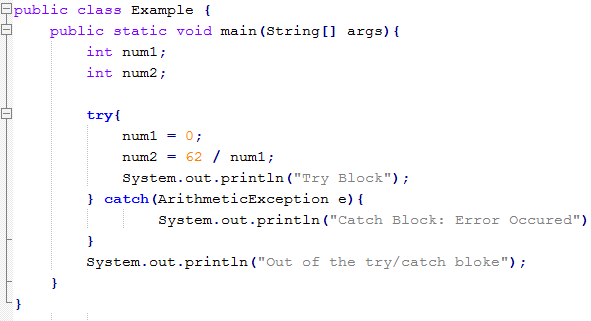 public class Example {
public static void main(String[] args){
int num1;
int num2;
try{
num1 = 0;
num2 = 62 / num1;
System.out.println("Try Block");
} catch(ArithmeticException e){
System.out.println("Catch Block: Error Occured")
}
System.out.println("Out of the try/catch bloke");
}
}